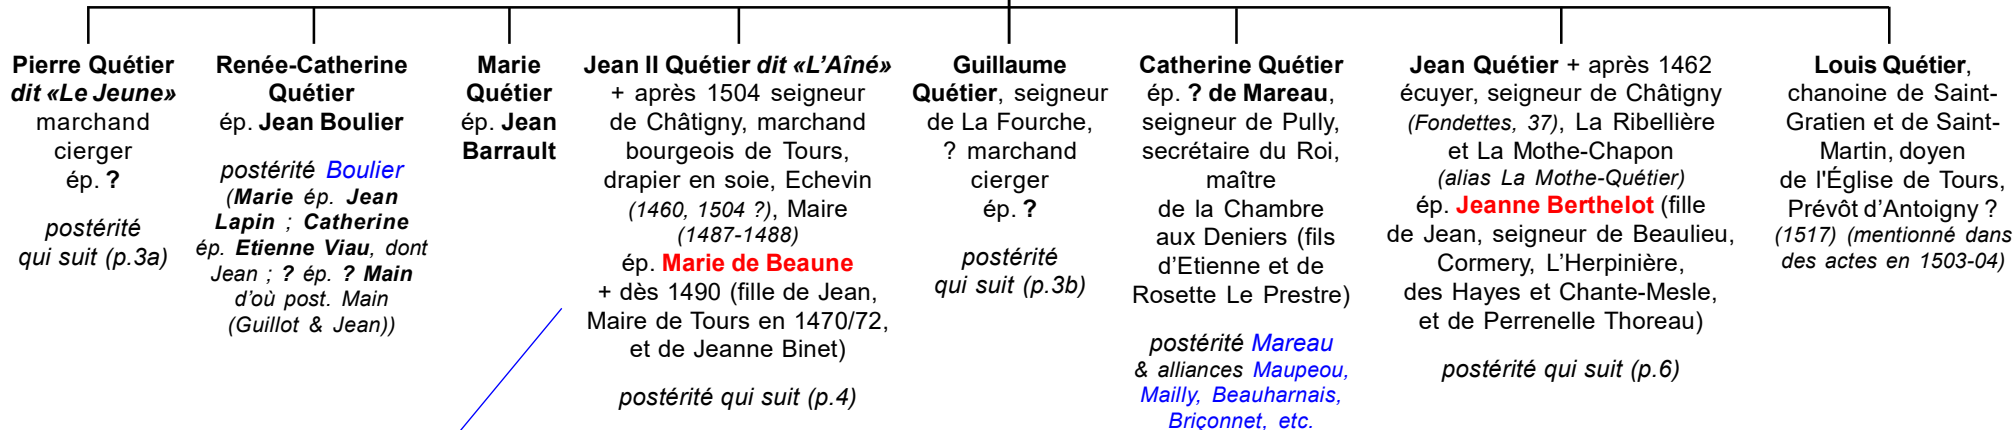 Pierre Quétier
dit «Le Jeune»
marchand
cierger
ép. ?
postérité
qui suit (p.3a)
Renée-Catherine
Quétier
ép. Jean Boulier
postérité Boulier
(Marie ép. Jean
Lapin ; Catherine
ép. Etienne Viau, dont
Jean ; ? ép. ? Main
d'où post. Main
(Guillot & Jean))
Marie
Quétier
ép. Jean
Barrault
Jean II Quétier dit «L'Aîné»
+ après 1504 seigneur
de Châtigny, marchand
bourgeois de Tours,
drapier en soie, Echevin
(1460, 1504 ?), Maire
(1487-1488)
ép. Marie de Beaune
+ dès 1490 (fille de Jean,
Maire de Tours en 1470/72,
et de Jeanne Binet)
postérité qui suit (p.4)
Guillaume
Quétier, seigneur
de La Fourche,
? marchand
cierger
ép. ?
postérité
qui suit (p.3b)
Catherine Quétier
ép. ? de Mareau,
seigneur de Pully,
secrétaire du Roi,
maître
de la Chambre
aux Deniers (fils
d'Etienne et de
Rosette Le Prestre)
postérité Mareau
& alliances Maupeou,
Mailly, Beauharnais,
Briçonnet, etc.
Jean Quétier + après 1462
écuyer, seigneur de Châtigny
(Fondettes, 37), La Ribellière
et La Mothe-Chapon
(alias La Mothe-Quétier)
ép. Jeanne Berthelot (fille
de Jean, seigneur de Beaulieu,
Cormery, L'Herpinière,
des Hayes et Chante-Mesle,
et de Perrenelle Thoreau)
postérité qui suit (p.6)
Louis Quétier,
chanoine de Saint-
Gratien et de Saint-
Martin, doyen
de l'Église de Tours,
Prévôt d'Antoigny ?
(1517) (mentionné dans
des actes en 1503-04)